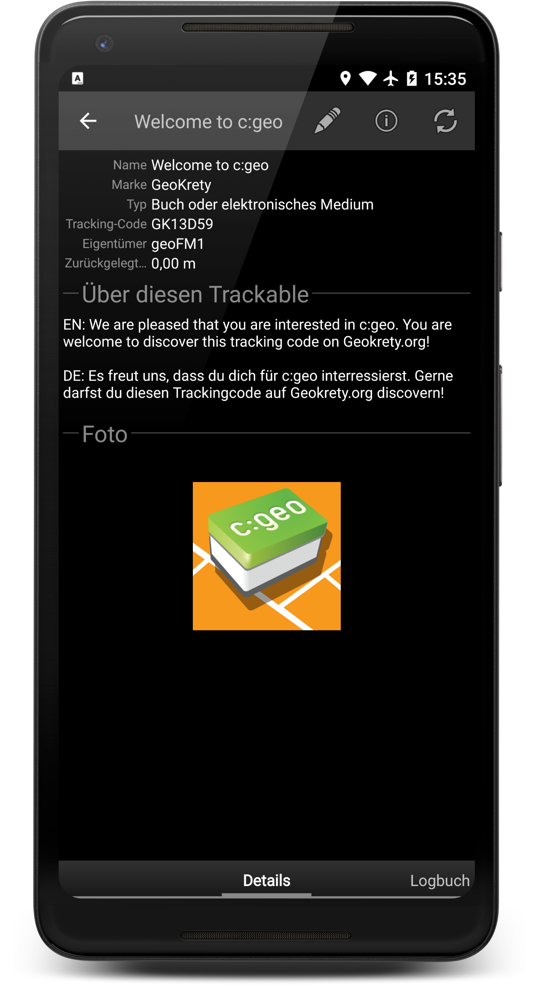 A
15:35
Welcome to c:geo
Name Welcome to c:geo
Marke GeoKrety
Typ Buch oder elektronisches Medium
Tracking-Code GK13D59
Eigentümer geoFM1
Zurückgelegt... 0,00 m
Über diesen Trackable
EN: We are pleased that you are interested in c:geo. You are
welcome to discover this tracking code on Geokrety.org!
DE: Es freut uns, dass du dich für c:geo interressierst. Gerne
darfst du diesen Trackingcode auf Geokrety.org discovern!
Foto
c:geo
Details Logbuch